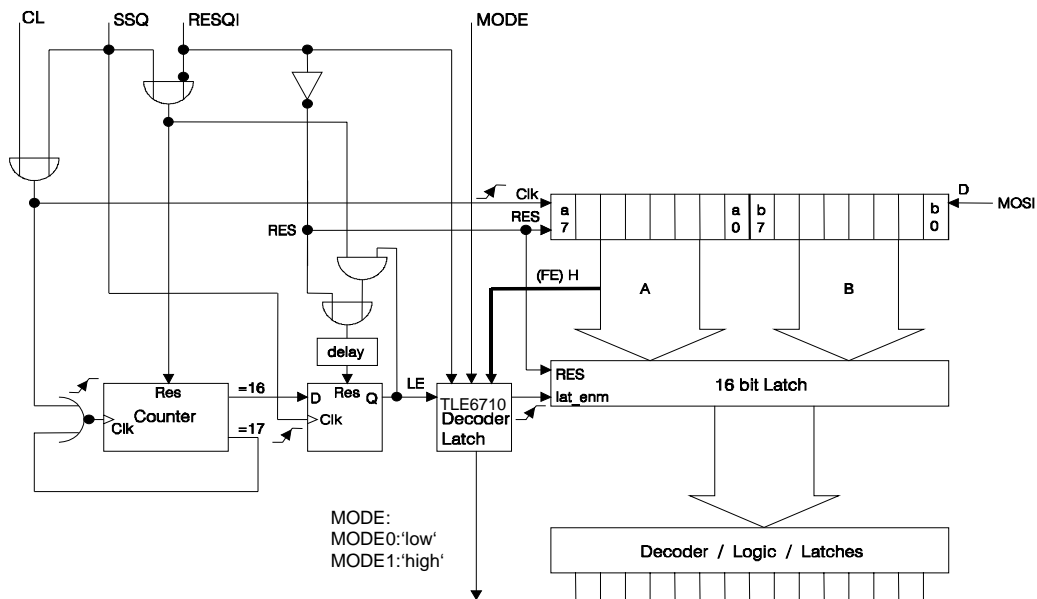 CL SSQ RESQI MODE
Clk
D
MOSI
RES
a
7
a
0
b
7
b
0
RES
(FE) H
A
B
delay
RES
16 bit Latch
lat_enm
Res
Counter
Clk
=16
=17
Res
D
Q
Clk
LE
TLE6710
Decoder
Latch
MODE:
MODE0:'low'
MODE1:'high'
Decoder / Logic / Latches